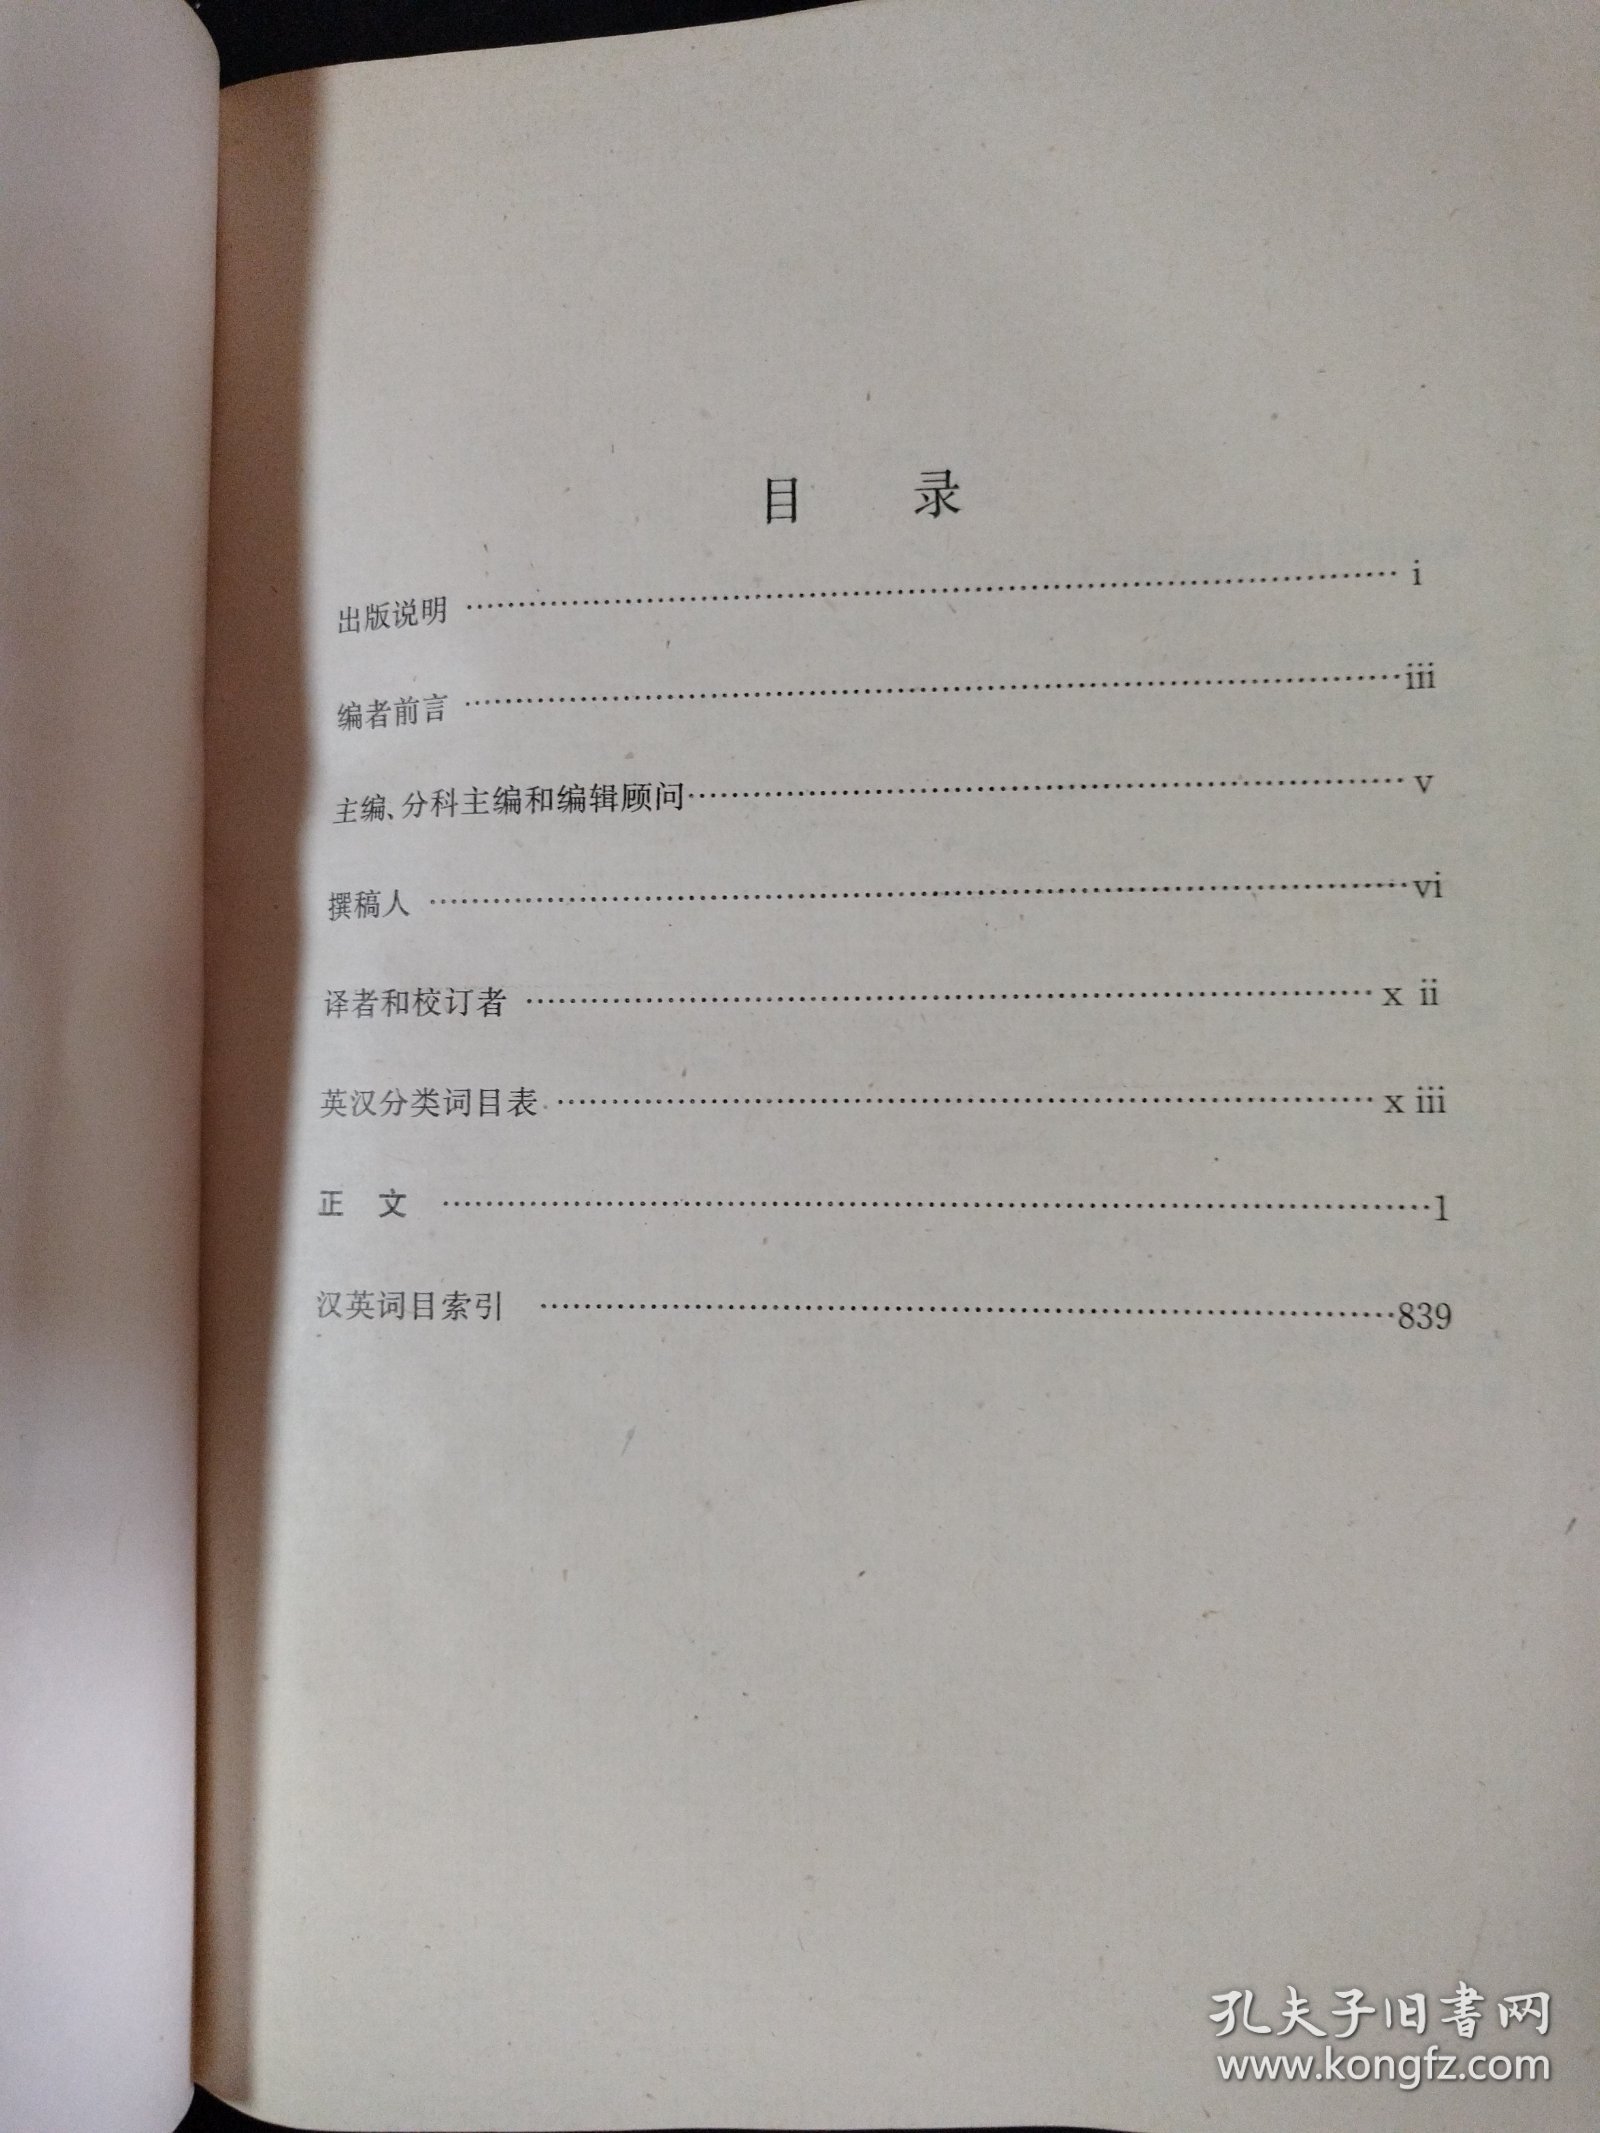 目 录
出版说明 …… i
编者前言 …… iii
主编、分科主编和编辑顾问 …… v
撰稿人 …… vi
译者和校订者 …… x ii
英汉分类词目表 …… x iii
正 文 …… 1
汉英词目索引 …… 839
孔夫子旧书网
www.kongfz.com